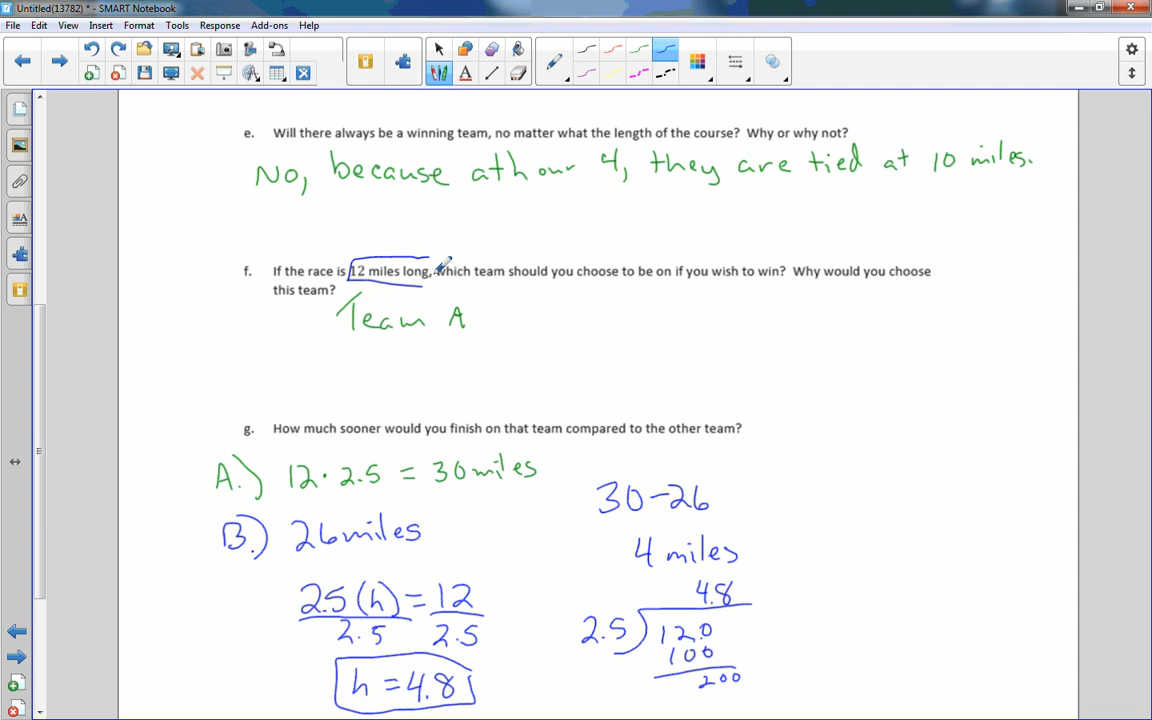 Untitled(13782) * - SMART Notebook
File Edit View Insert Format Tools Response Add-ons Help
e. Will there always be a winning team, no matter what the length of the course? Why or why not?
No, because at hour 4, they are tied at 10 miles.
f. If the race is 12 miles long, which team should you choose to be on if you wish to win? Why would you choose
this team?
Team A
g. How much sooner would you finish on that team compared to the other team?
A.) 12 · 2.5 = 30 miles
30-26
B.) 26 miles
4 miles
2.5 (h) = 12
2.5 2.5
4.8
2.5 ) 12.0
100
200
h = 4.8